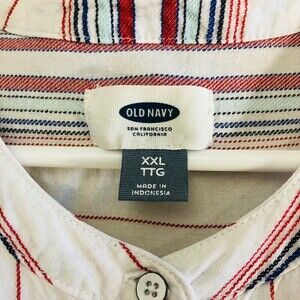 OLD NAVY
SAN FRANCISCO
CALIFORNIA
XXL
TTG
MADE IN
INDONESIA